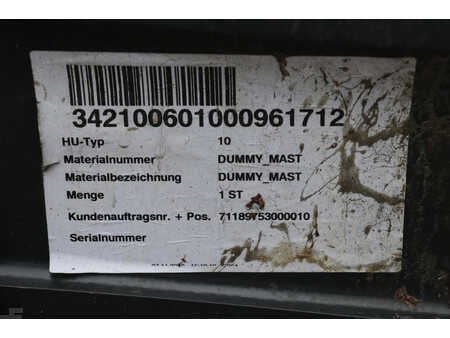 342100601000961712
HU-Typ 10
Materialnummer DUMMY_MAST
Materialbezeichnung DUMMY_MAST
Menge 1 ST
Kundenauftragsnr. + Pos. 71189753000010
Serialnummer